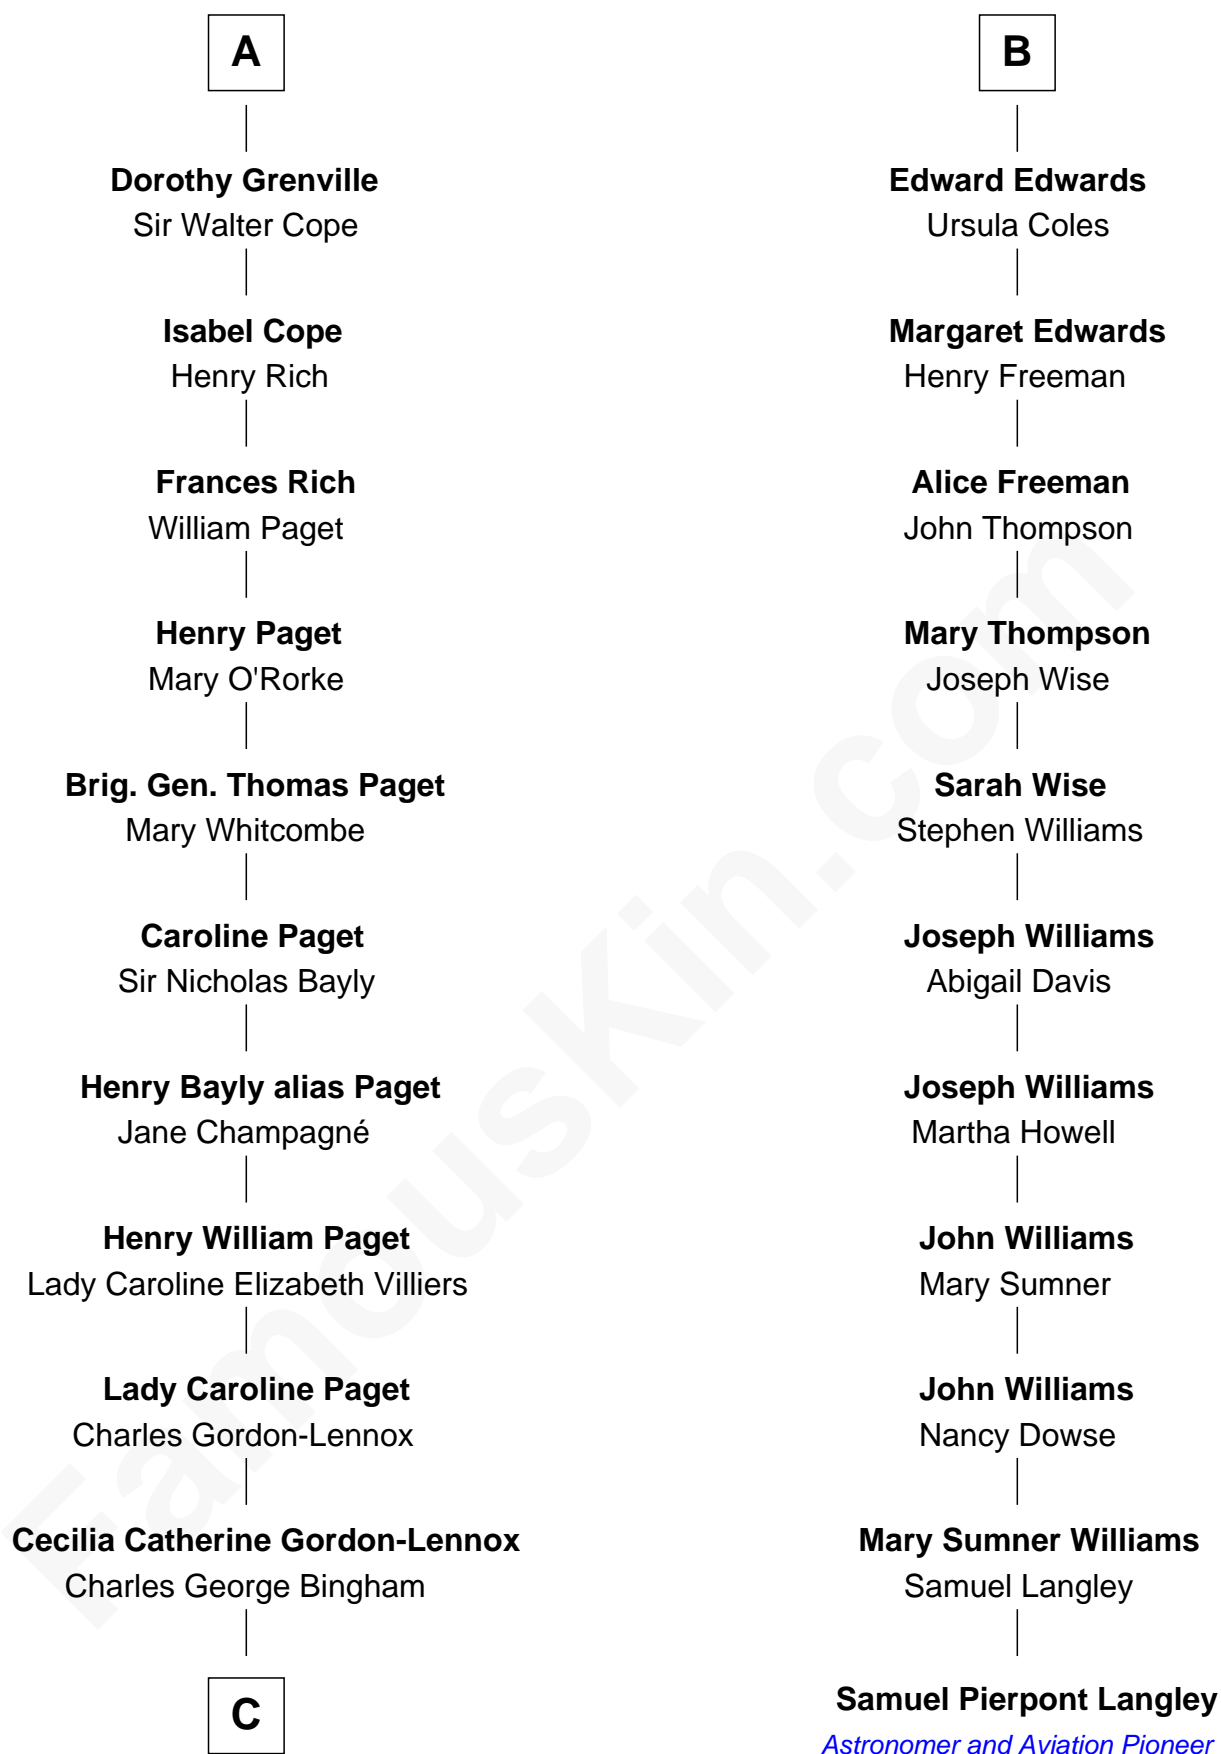 A
Dorothy Grenville
Sir Walter Cope
Isabel Cope
Henry Rich
Frances Rich
William Paget
Henry Paget
Mary O'Rorke
Brig. Gen. Thomas Paget
Mary Whitcombe
Caroline Paget
Sir Nicholas Bayly
Henry Bayly alias Paget
Jane Champagné
Henry William Paget
Lady Caroline Elizabeth Villiers
Lady Caroline Paget
Charles Gordon-Lennox
Cecilia Catherine Gordon-Lennox
Charles George Bingham
C
B
Edward Edwards
Ursula Coles
Margaret Edwards
Henry Freeman
Alice Freeman
John Thompson
Mary Thompson
Joseph Wise
Sarah Wise
Stephen Williams
Joseph Williams
Abigail Davis
Joseph Williams
Martha Howell
John Williams
Mary Sumner
John Williams
Nancy Dowse
Mary Sumner Williams
Samuel Langley
Samuel Pierpont Langley
Astronomer and Aviation Pioneer
FamousKin.com